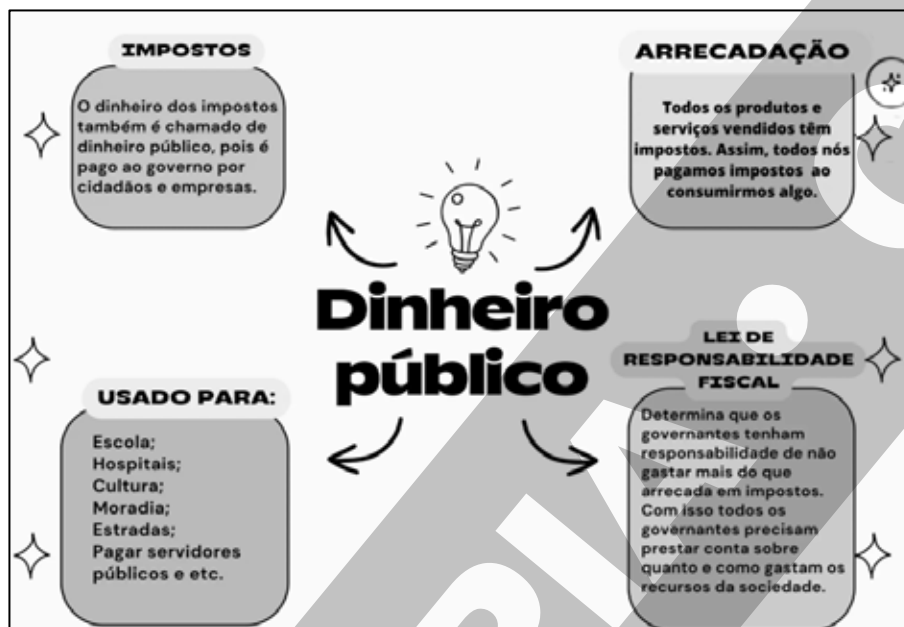 IMPOSTOS
O dinheiro dos impostos
também é chamado de
dinheiro público, pois é
pago ao governo por
cidadãos e empresas.
ARRECADAÇÃO
Todos os produtos e
serviços vendidos têm
impostos. Assim, todos nós
pagamos impostos ao
consumirmos algo.
Dinheiro
público
USADO PARA:
Escola;
Hospitais;
Cultura;
Moradia;
Estradas;
Pagar servidores
públicos e etc.
LEI DE
RESPONSABILIDADE
FISCAL
Determina que os
governantes tenham
responsabilidade de não
gastar mais do que
arrecada em impostos.
Com isso todos os
governantes precisam
prestar conta sobre
quanto e como gastam os
recursos da sociedade.